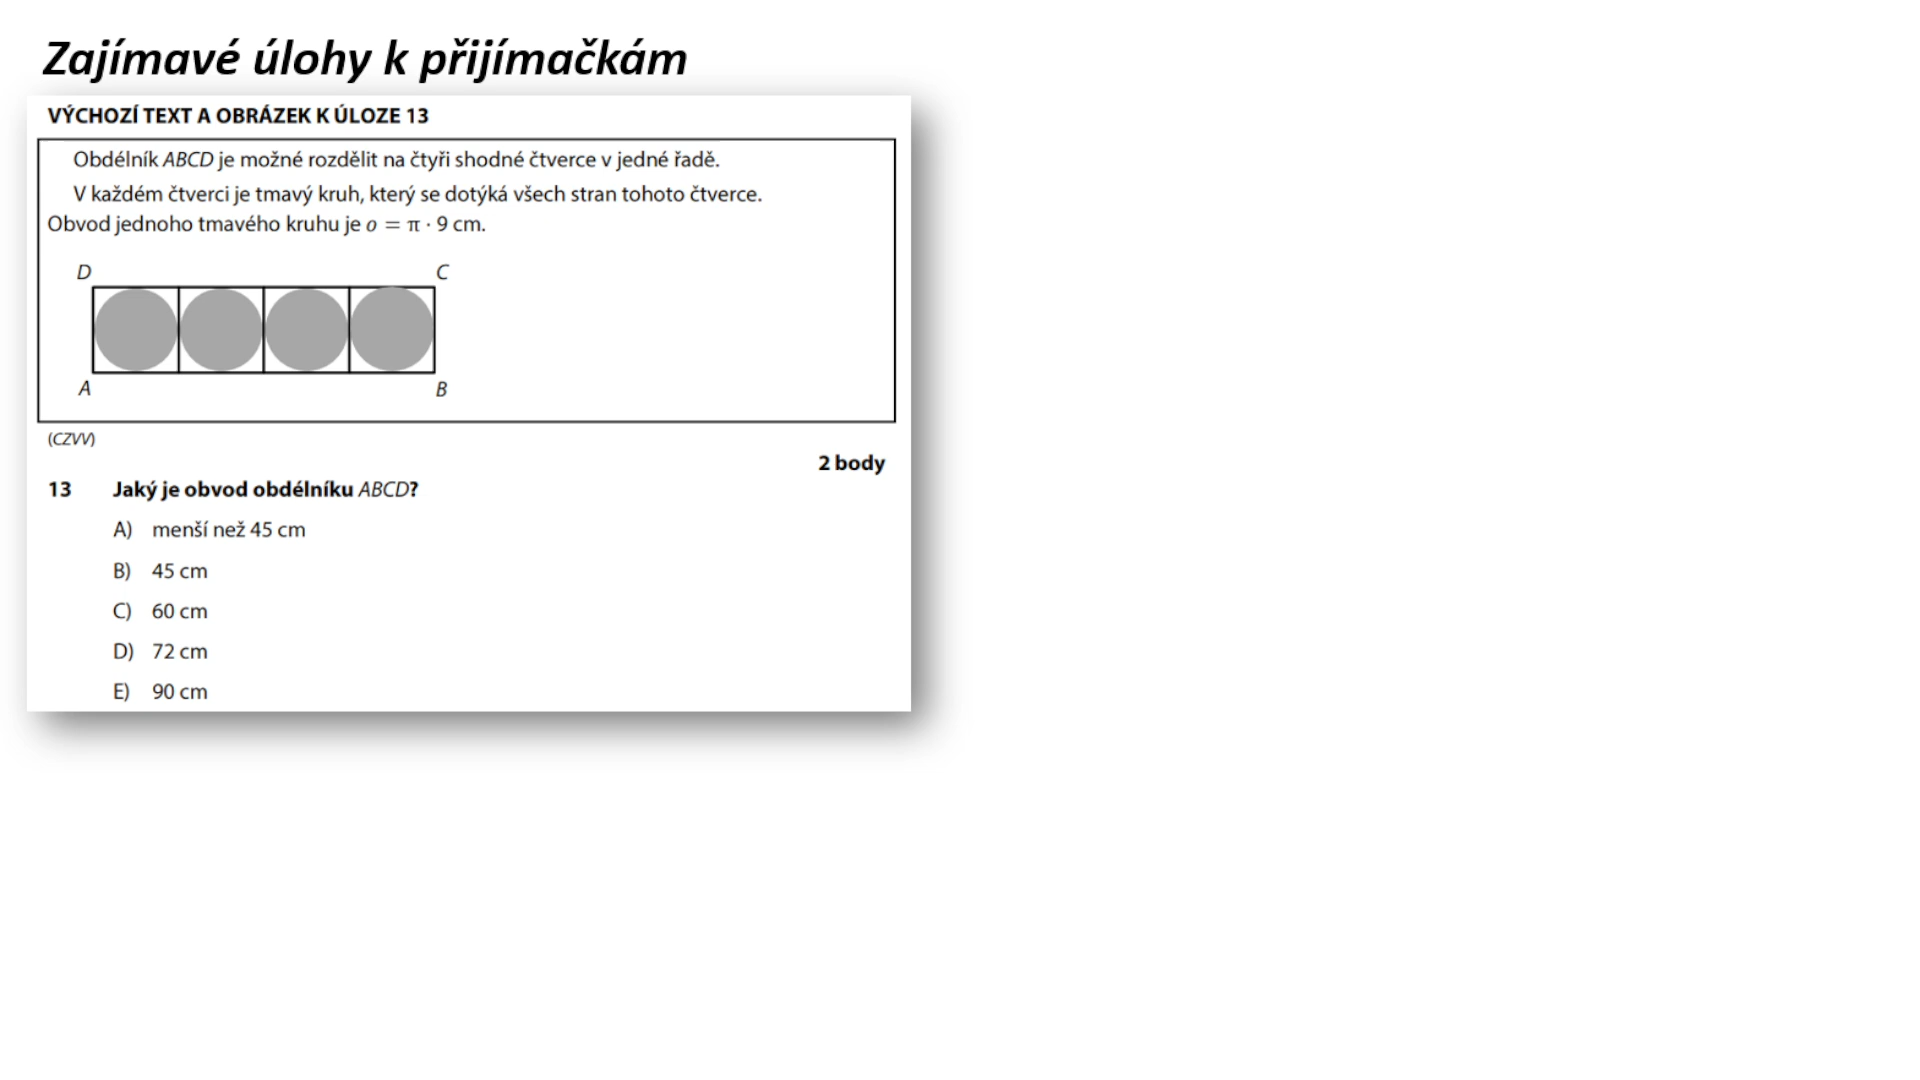 Zajímavé úlohy k přijímačkám
VÝCHOZÍ TEXT A OBRÁZEK K ÚLOZE 13
Obdélník ABCD je možné rozdělit na čtyři shodné čtverce v jedné řadě.
V každém čtverci je tmavý kruh, který se dotýká všech stran tohoto čtverce.
Obvod jednoho tmavého kruhu je o = π · 9 cm.
D C
A B
(CZVV)
2 body
13 Jaký je obvod obdélníku ABCD?
A) menší než 45 cm
B) 45 cm
C) 60 cm
D) 72 cm
E) 90 cm